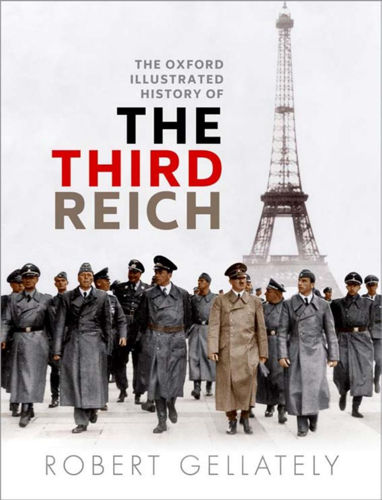 THE OXFORD
ILLUSTRATED
HISTORY OF
THE
THIRD
REICH
ROBERT GELLATELY